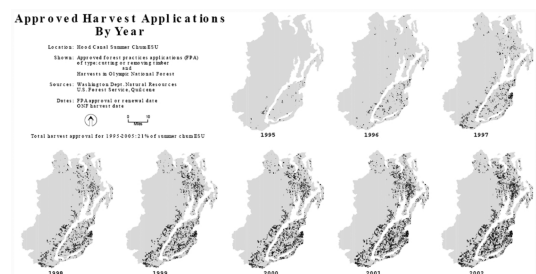 Approved Harvest Applications
By Year
Location: Hood Canal Summer Chum ESU
Shown: Approved forest practices applications (FPA)
of type: cutting or removing timber
and
Harvests in Olympic National Forest
Sources: Washington Dept. Natural Resources
U.S. Forest Service, Quilcene
Dates: FPA approval or renewal date
ONF harvest date
Total harvest approval for 1995-2005: 21% of summer chum ESU
1995
1996
1997
1998
1999
2000
2001
2002